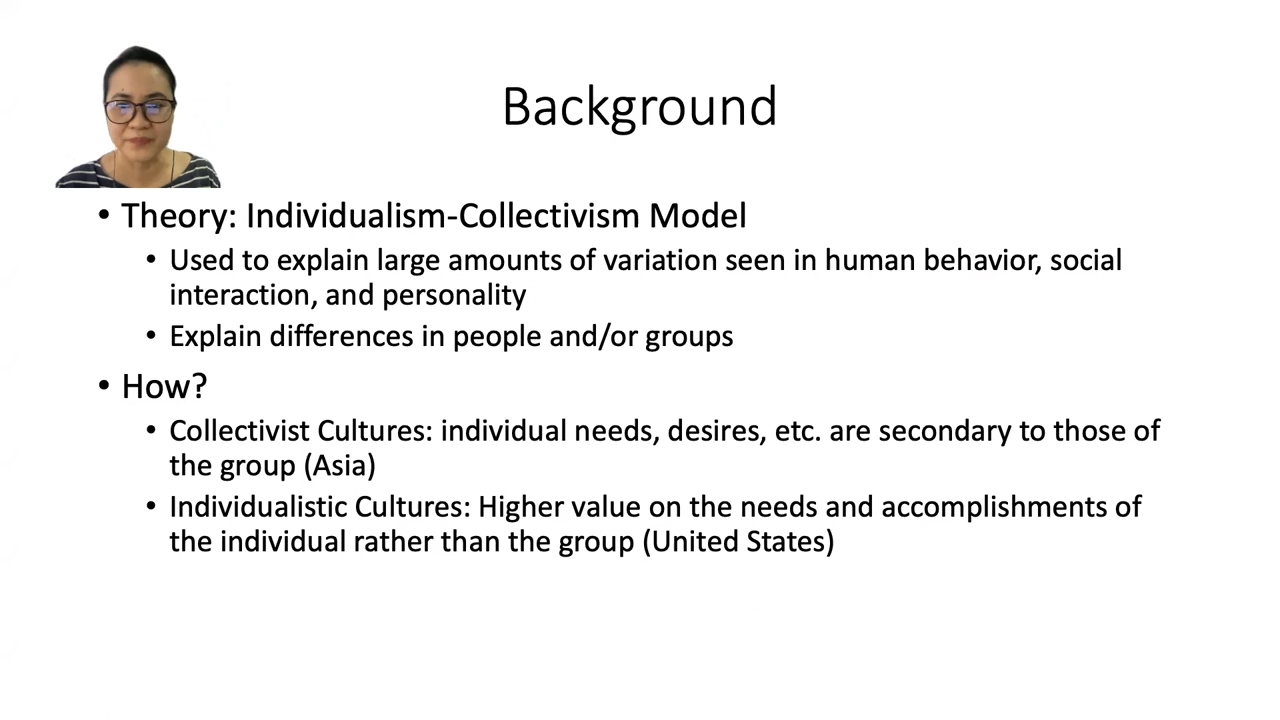 Background
• Theory: Individualism-Collectivism Model
• Used to explain large amounts of variation seen in human behavior, social
interaction, and personality
• Explain differences in people and/or groups
• How?
• Collectivist Cultures: individual needs, desires, etc. are secondary to those of
the group (Asia)
• Individualistic Cultures: Higher value on the needs and accomplishments of
the individual rather than the group (United States)